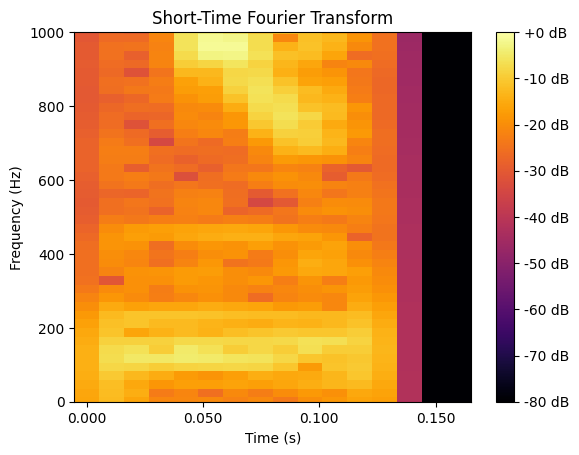 Short-Time Fourier Transform
1000
800
600
400
200
0
Frequency (Hz)
0.000
0.050
0.100
0.150
Time (s)
+0 dB
-10 dB
-20 dB
-30 dB
-40 dB
-50 dB
-60 dB
-70 dB
-80 dB